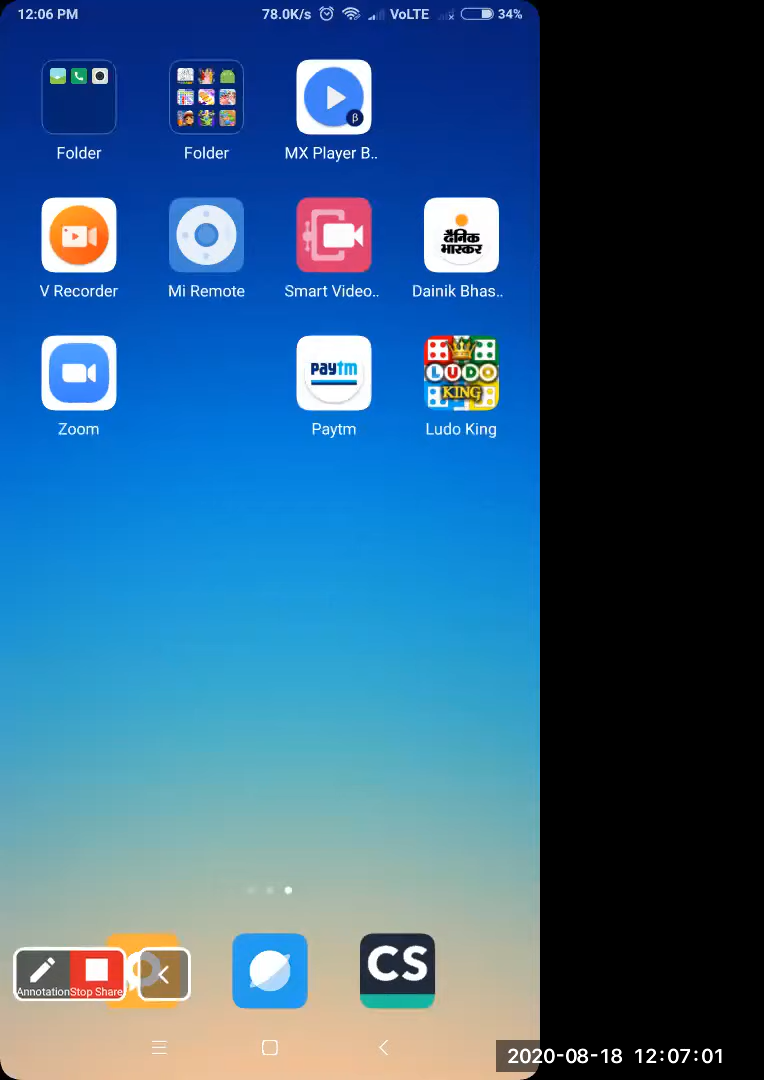 12:06 PM
78.0K/s
VoLTE
34%
Folder
Folder
β
MX Player B..
V Recorder
Mi Remote
Smart Video..
दैनिक
भास्कर
Dainik Bhas..
Zoom
paytm
Paytm
LUDO
KING
Ludo King
CS
Annotation
Stop Share
2020-08-18 12:07:01